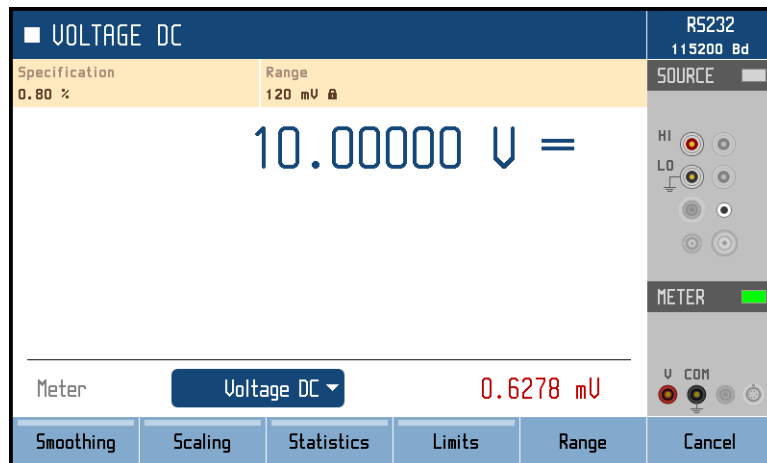 VOLTAGE DC
RS232
115200 Bd
Specification
0.80 %
Range
120 mV
SOURCE
10.00000 V
HI
LO
METER
Meter
Voltage DC
0.6278 mV
V COM
Smoothing
Scaling
Statistics
Limits
Range
Cancel